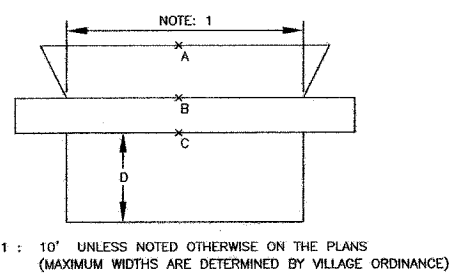 NOTE: 1
A
B
C
D
1 : 10' UNLESS NOTED OTHERWISE ON THE PLANS
(MAXIMUM WIDTHS ARE DETERMINED BY VILLAGE ORDINANCE)